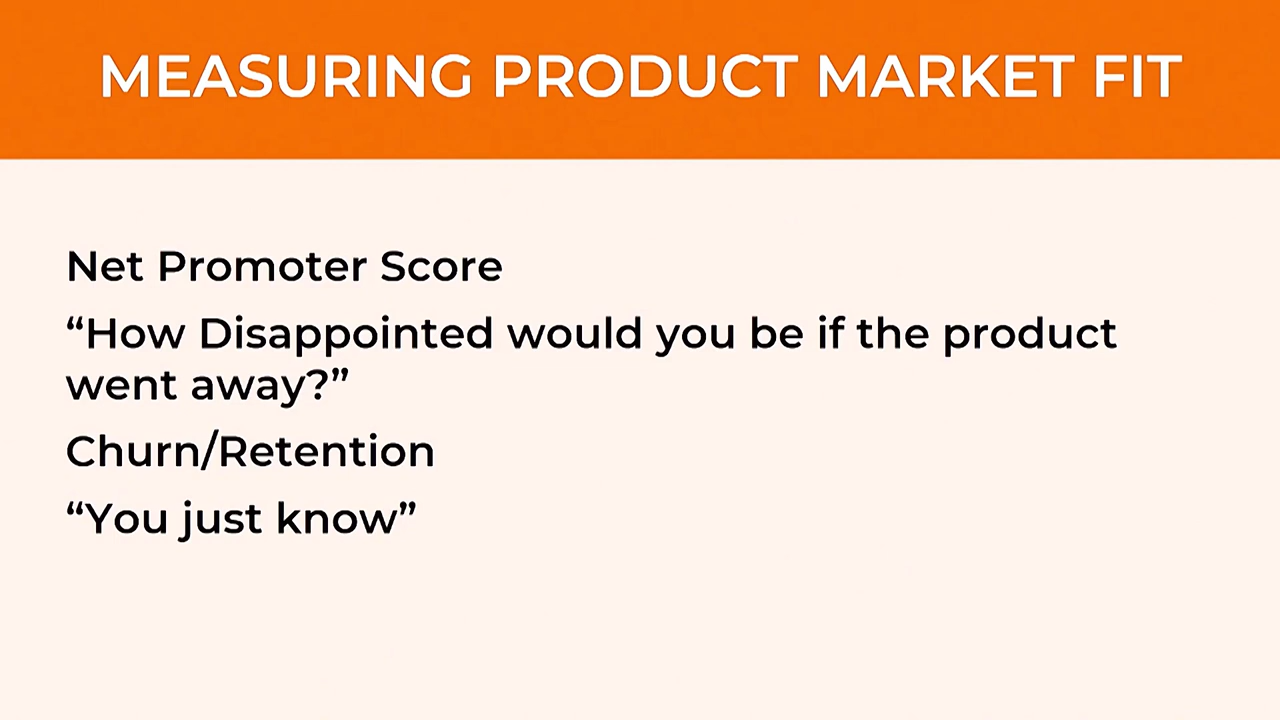 MEASURING PRODUCT MARKET FIT
Net Promoter Score
“How Disappointed would you be if the product
went away?”
Churn/Retention
“You just know”